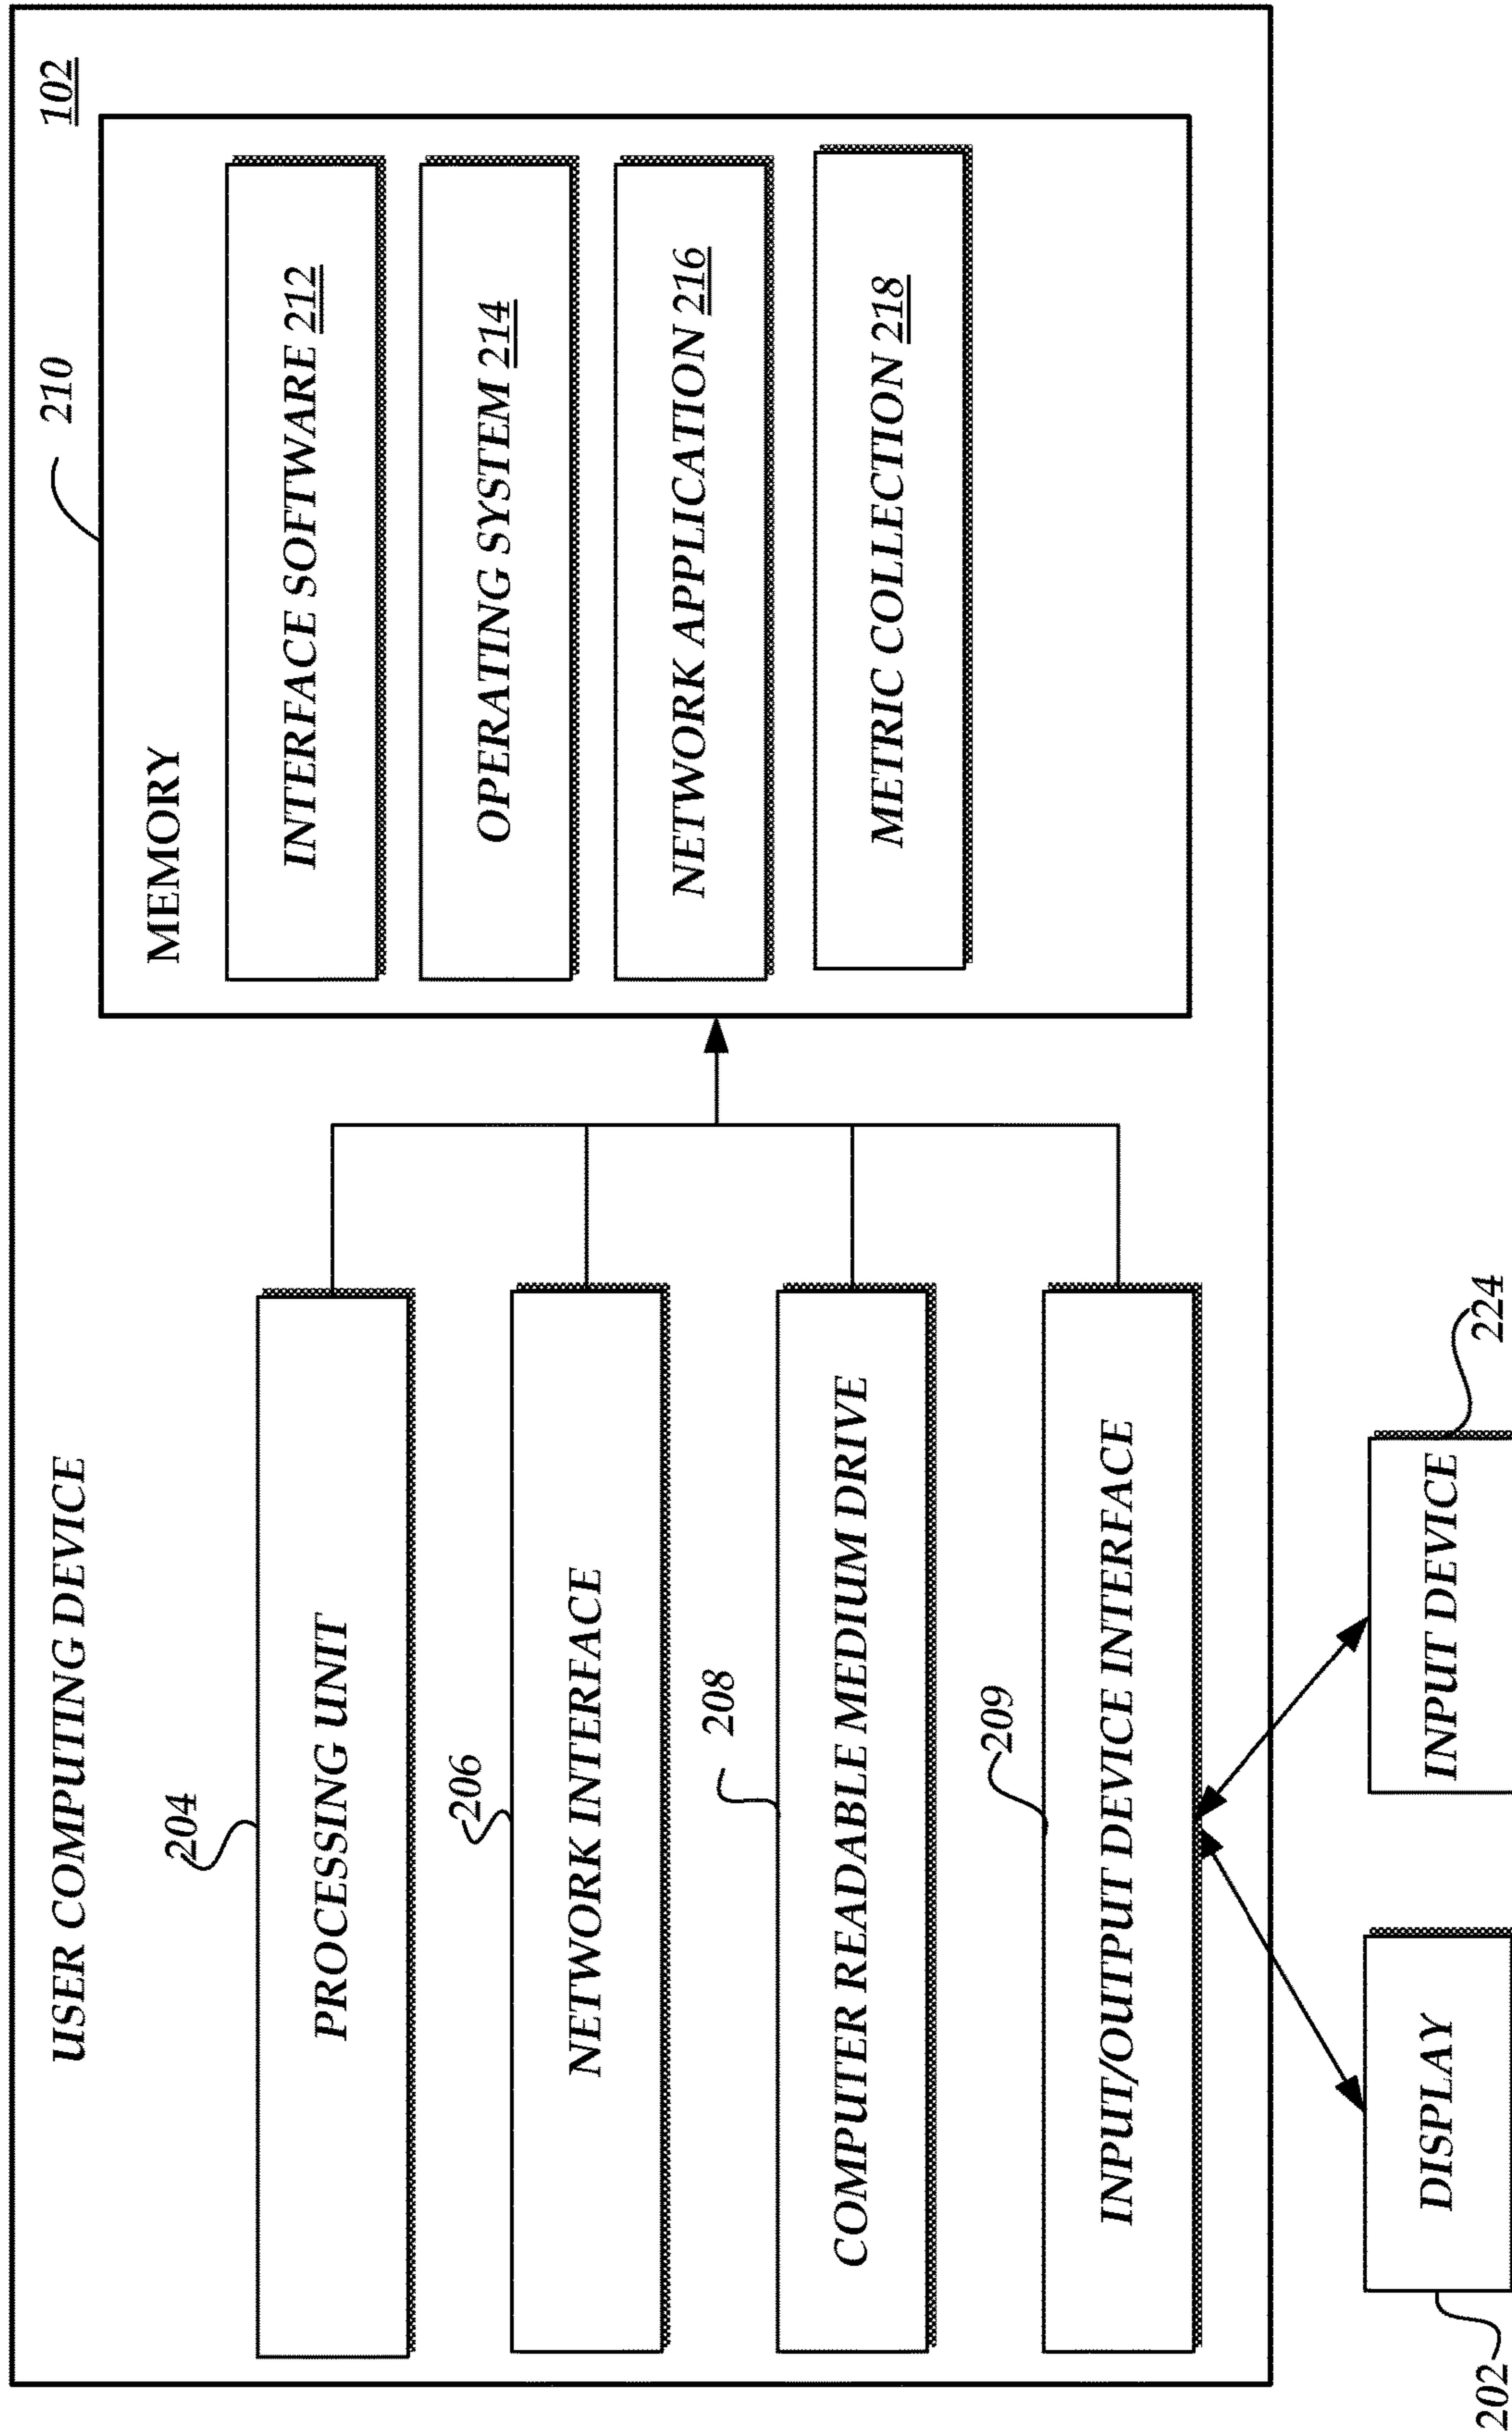 USER COMPUTING DEVICE
102
204
PROCESSING UNIT
206
NETWORK INTERFACE
208
COMPUTER READABLE MEDIUM DRIVE
209
INPUT/OUTPUT DEVICE INTERFACE
210
MEMORY
INTERFACE SOFTWARE 212
OPERATING SYSTEM 214
NETWORK APPLICATION 216
METRIC COLLECTION 218
202
DISPLAY
INPUT DEVICE
224